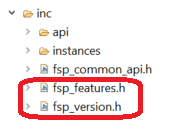 inc
api
instances
fsp_common_api.h
fsp_features.h
fsp_version.h